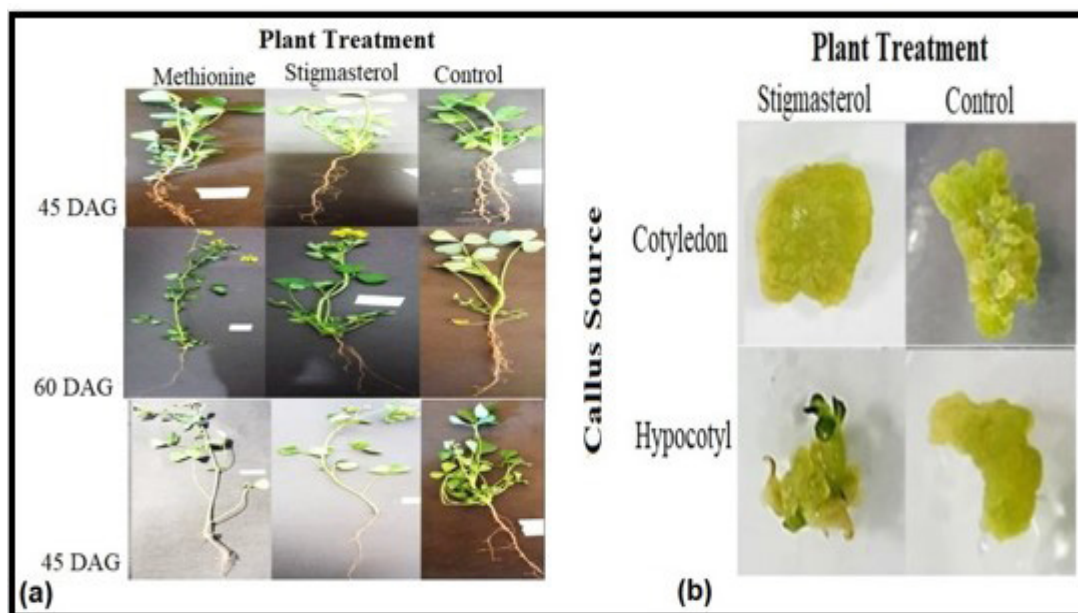 Plant Treatment
Methionine Stigmasterol Control
45 DAG
60 DAG
45 DAG
(a)
Plant Treatment
Stigmasterol Control
Callus Source
Cotyledon
Hypocotyl
(b)